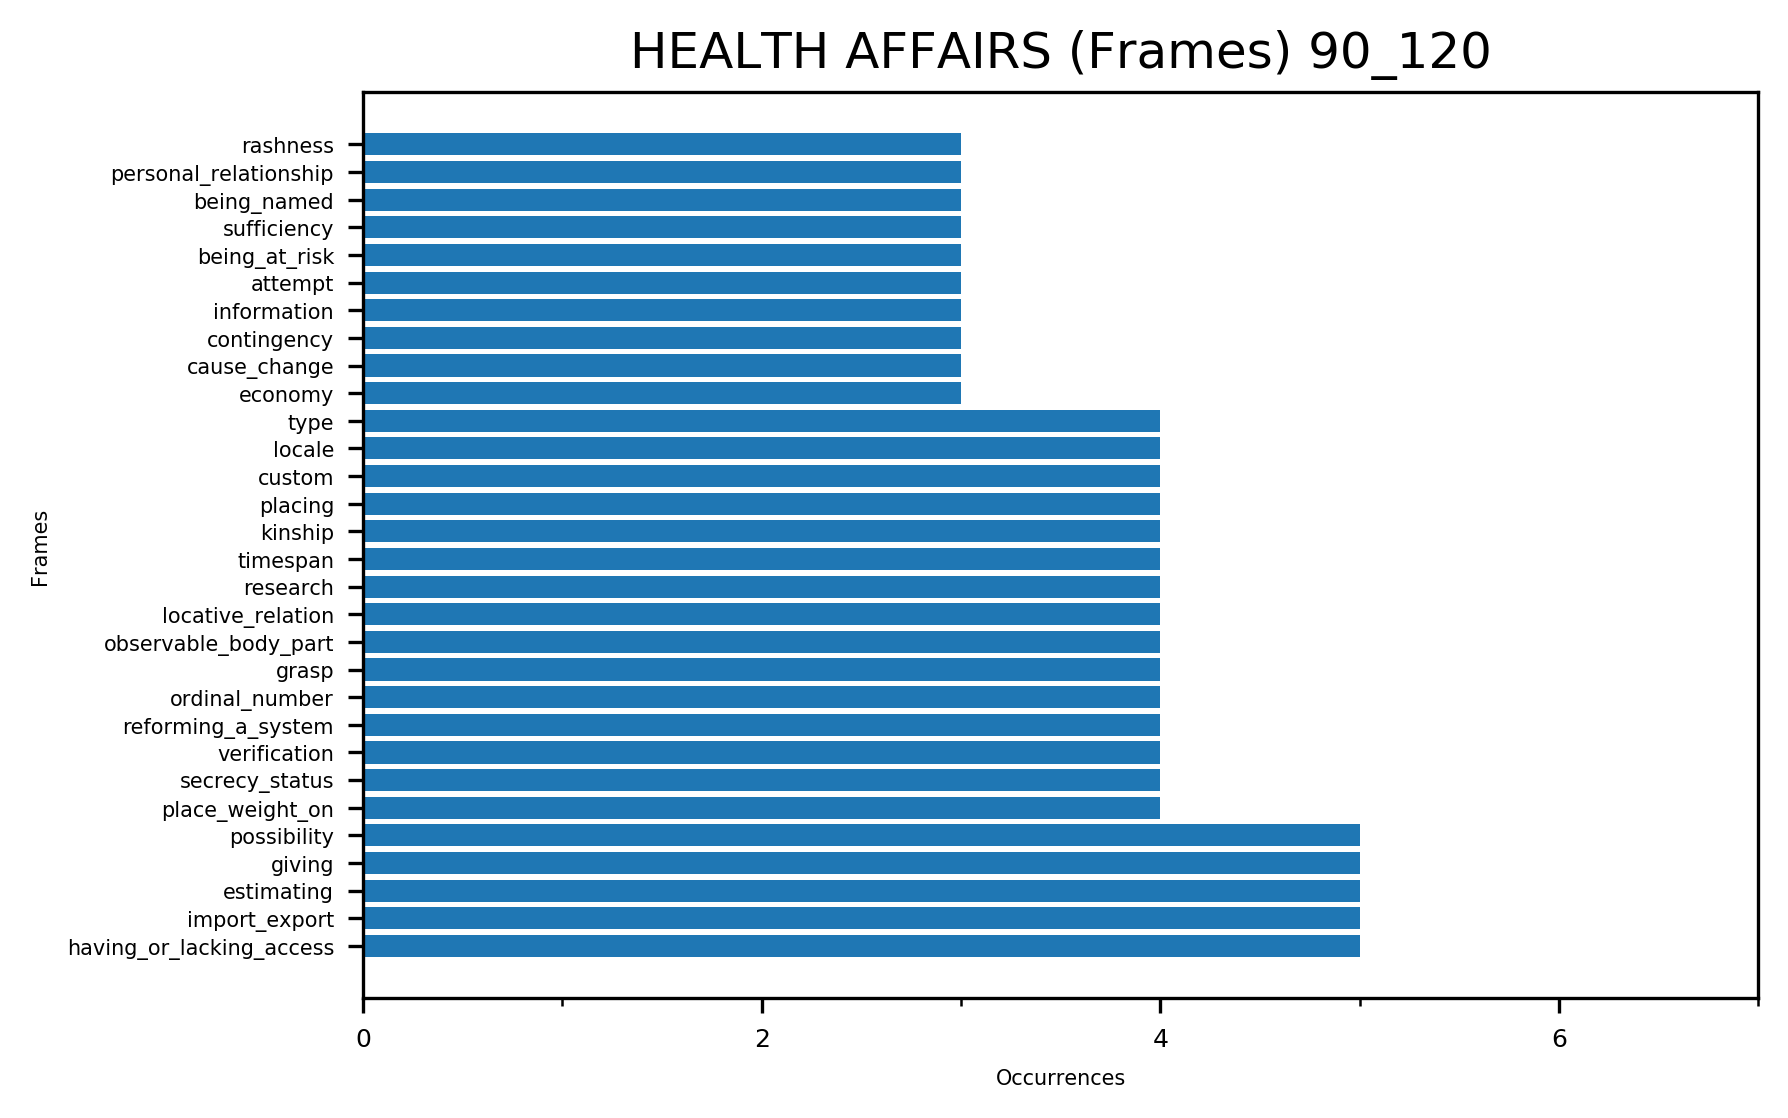 HEALTH AFFAIRS (Frames) 90_120
rashness
personal_relationship
being_named
sufficiency
being_at_risk
attempt
information
contingency
cause_change
economy
type
locale
custom
placing
kinship
timespan
research
locative_relation
observable_body_part
grasp
ordinal_number
reforming_a_system
verification
secrecy_status
place_weight_on
possibility
giving
estimating
import_export
having_or_lacking_access
Frames
0 2 4 6
Occurrences